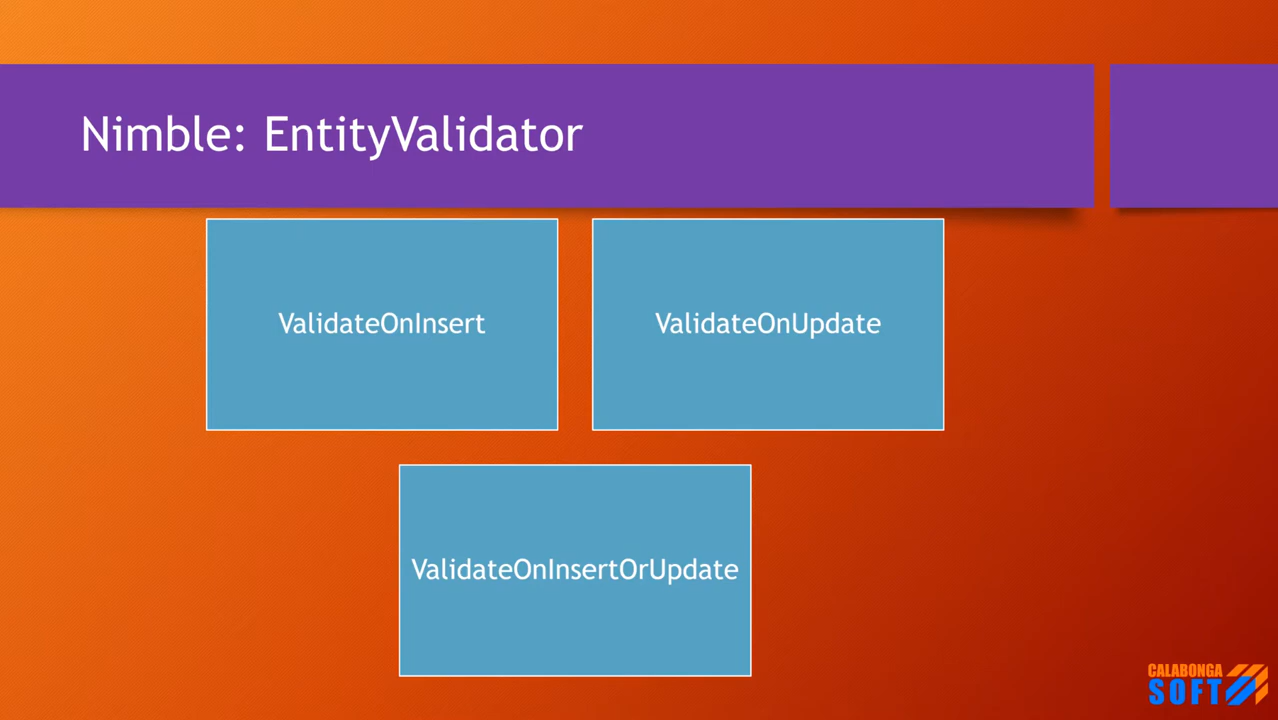 Nimble: EntityValidator
ValidateOnInsert
ValidateOnUpdate
ValidateOnInsertOrUpdate
CALABONGA
SOFT